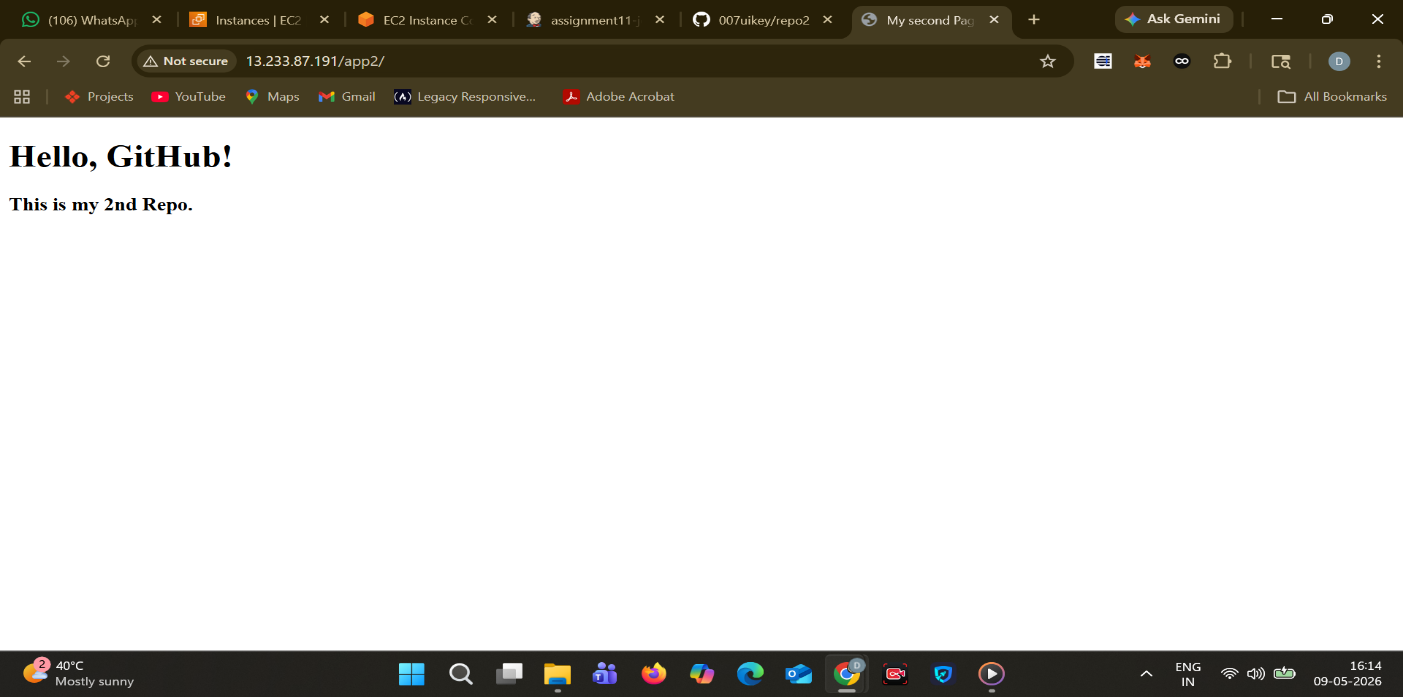 (106) WhatsApp
Instances | EC2
EC2 Instance Co
assignment11-j
007uikey/repo2
My second Pag
Ask Gemini
Not secure
13.233.87.191/app2/
D
Projects
YouTube
Maps
Gmail
Legacy Responsive...
Adobe Acrobat
All Bookmarks
Hello, GitHub!
This is my 2nd Repo.
2
40°C
Mostly sunny
D
ENG
IN
16:14
09-05-2026